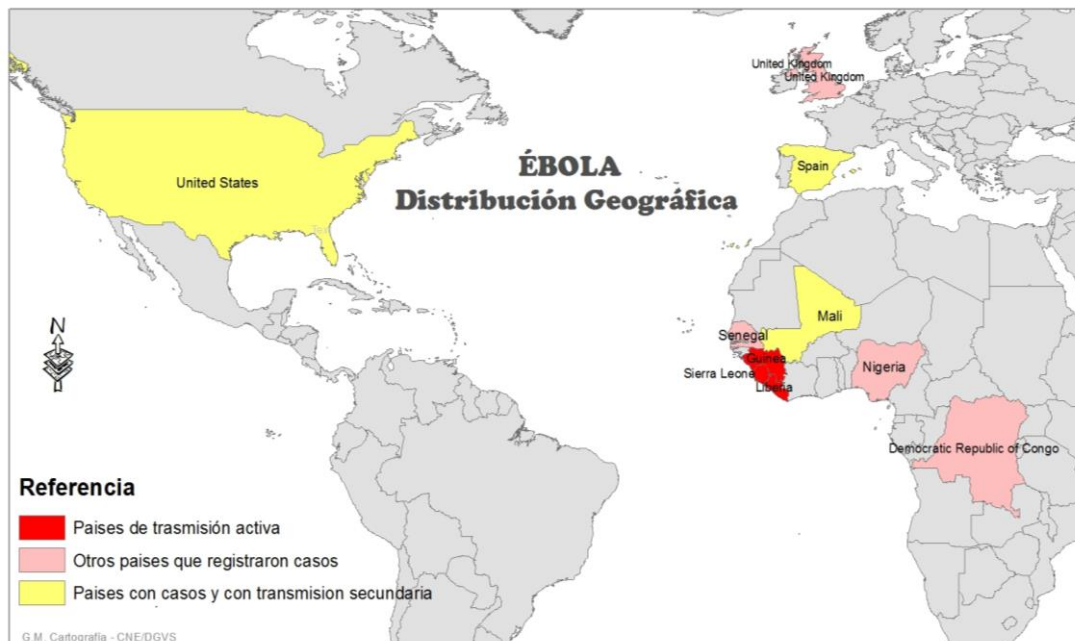 United Kingdom
United Kingdom
ÉBOLA
Distribución Geográfica
Spain
United States
Mali
Senegal
Guinea
Sierra Leone
Liberia
Nigeria
Democratic Republic of Congo
N
Referencia
Paises de trasmisión activa
Otros paises que registraron casos
Paises con casos y con transmision secundaria
G.M. Cartografía - CNE/DGVS